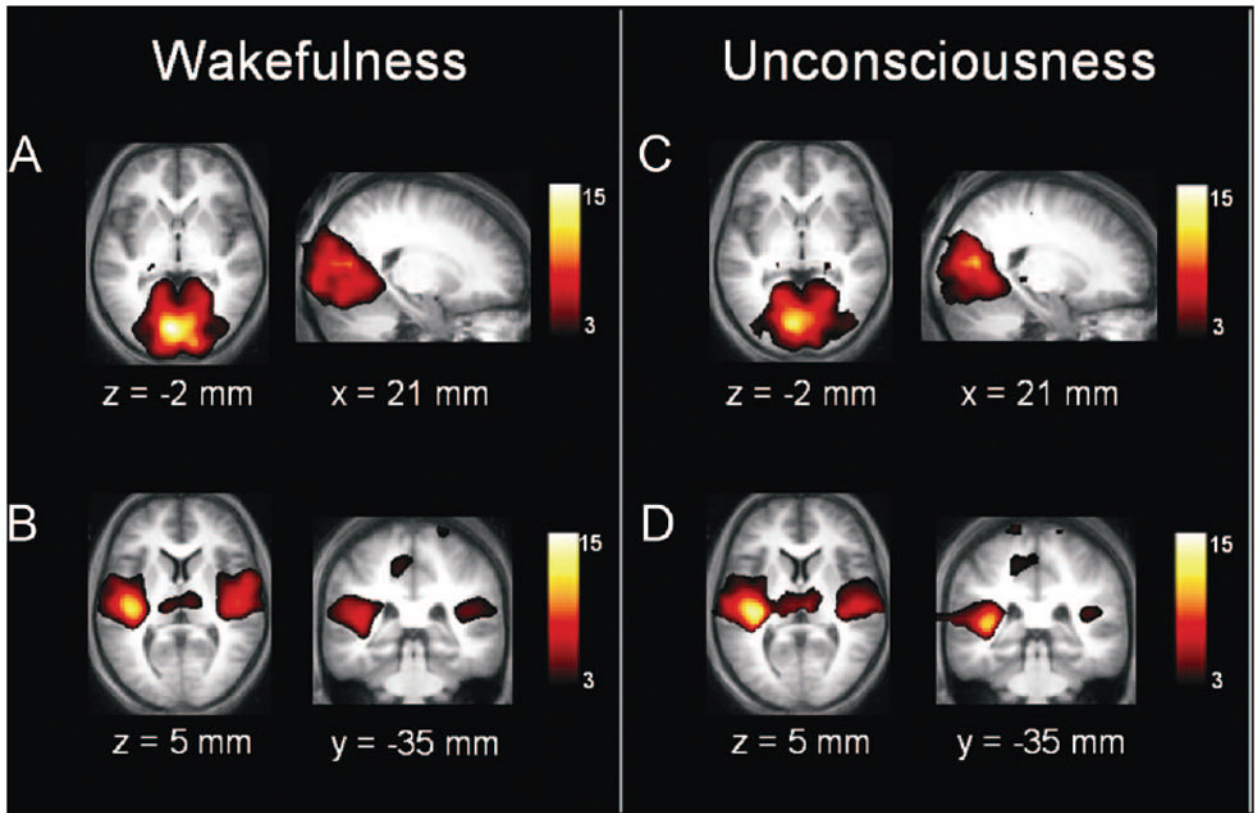 Wakefulness
Unconsciousness
A
15
3
z = -2 mm
x = 21 mm
C
15
3
z = -2 mm
x = 21 mm
B
15
3
z = 5 mm
y = -35 mm
D
15
3
z = 5 mm
y = -35 mm